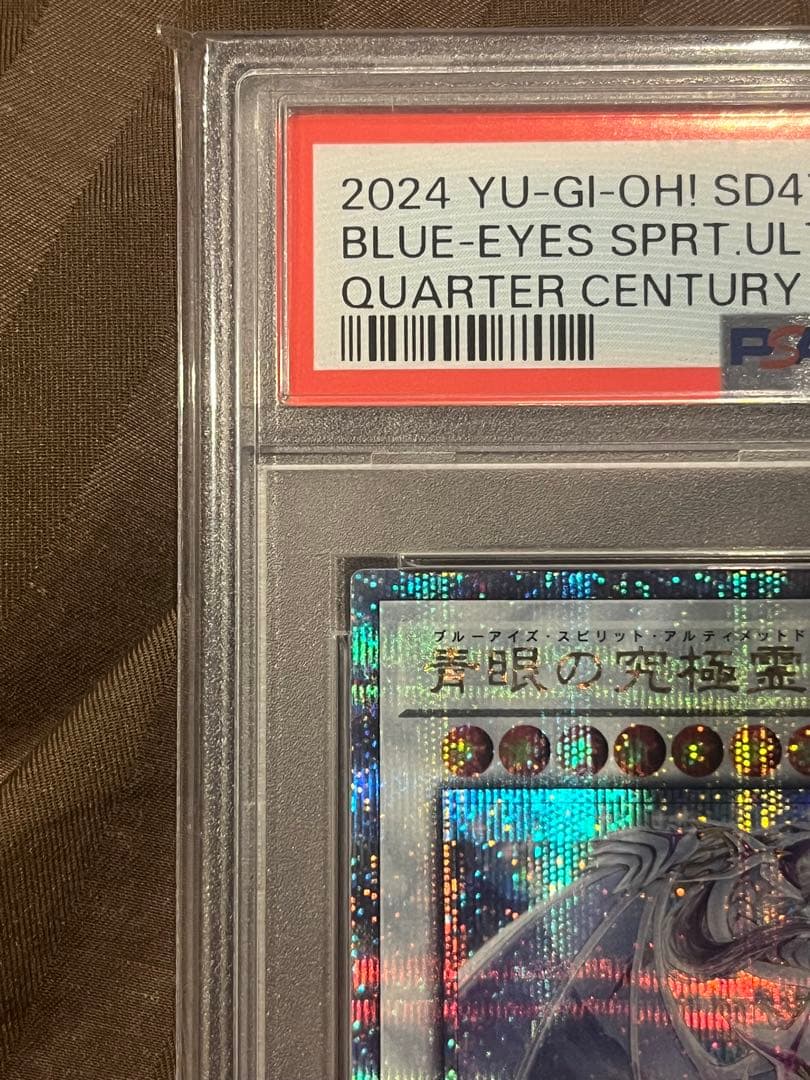 2024 YU-GI-OH! SD47
BLUE-EYES SPRT.ULT
QUARTER CENTURY
PSA
ブルーアイズ・スピリット・アルティメットド
青眼の究極霊